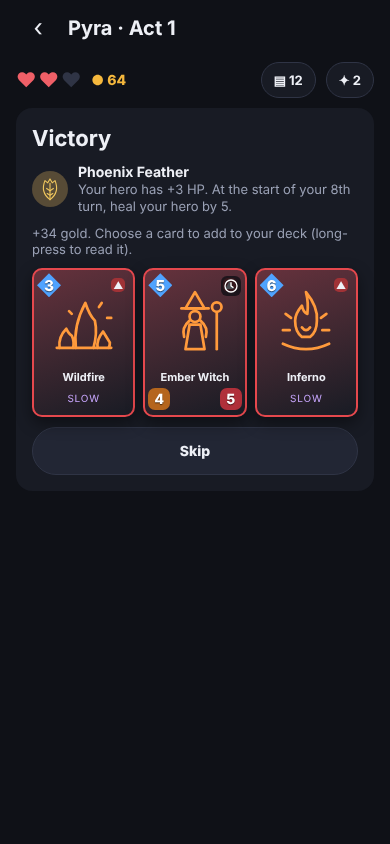 Pyra · Act 1
64
12
2
Victory
Phoenix Feather
Your hero has +3 HP. At the start of your 8th
turn, heal your hero by 5.
+34 gold. Choose a card to add to your deck (long-
press to read it).
3
5
6
Wildfire
Ember Witch
Inferno
SLOW
4
5
SLOW
Skip